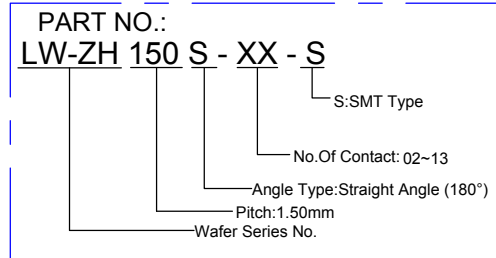 PART NO.:
LW-ZH 150 S - XX - S
S:SMT Type
No.Of Contact: 02~13
Angle Type:Straight Angle (180°)
Pitch:1.50mm
Wafer Series No.